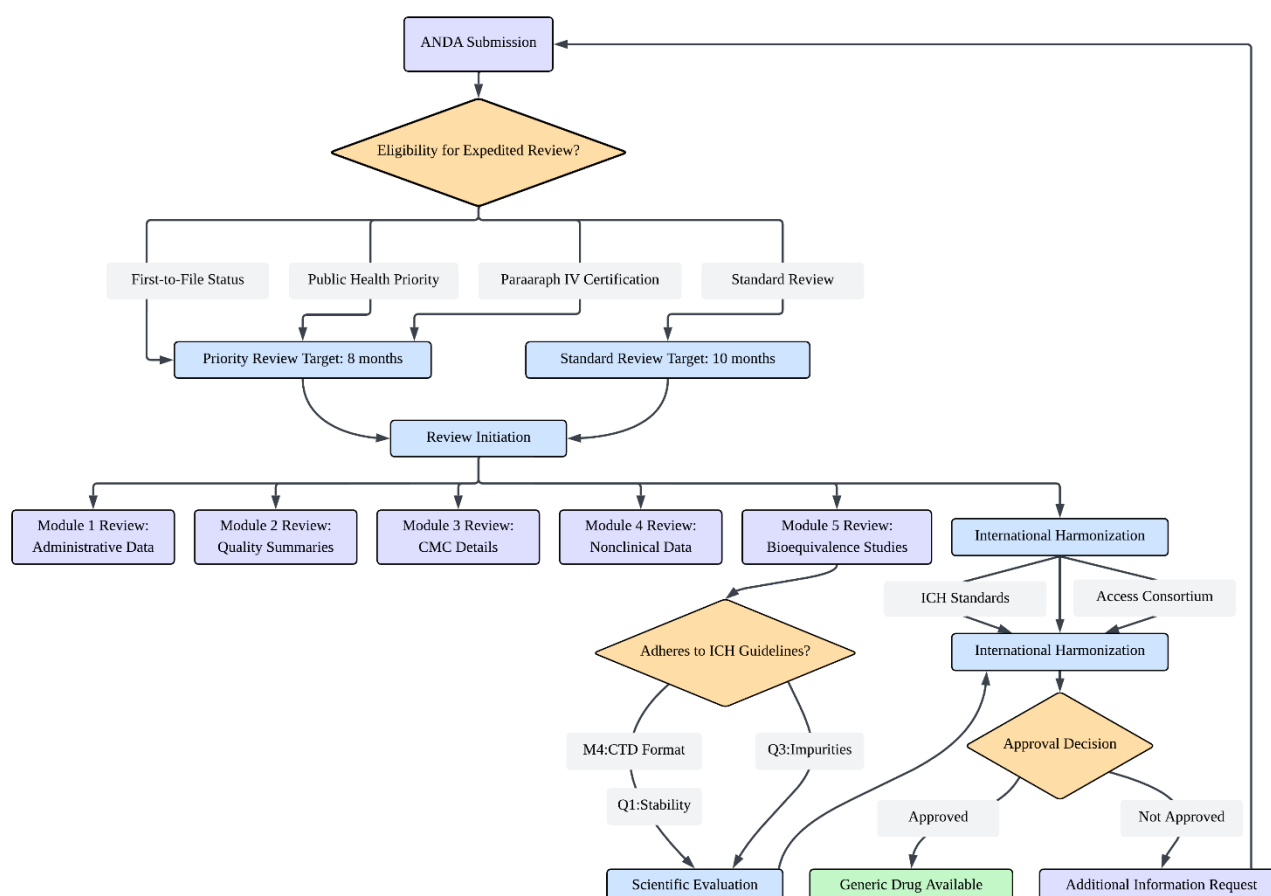 ANDA Submission
Eligibility for Expedited Review?
First-to-File Status
Public Health Priority
Paraaraph IV Certification
Standard Review
Priority Review Target: 8 months
Standard Review Target: 10 months
Review Initiation
Module 1 Review:
Administrative Data
Module 2 Review:
Quality Summaries
Module 3 Review:
CMC Details
Module 4 Review:
Nonclinical Data
Module 5 Review:
Bioequivalence Studies
International Harmonization
ICH Standards
Access Consortium
Adheres to ICH Guidelines?
International Harmonization
M4:CTD Format
Q3:Impurities
Approval Decision
Q1:Stability
Approved
Not Approved
Scientific Evaluation
Generic Drug Available
Additional Information Request